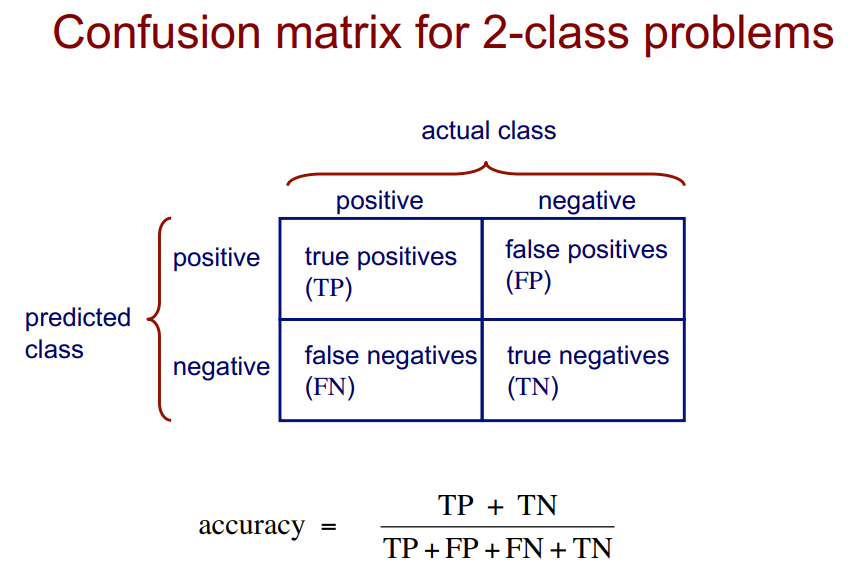 Confusion matrix for 2-class problems
actual class
positive negative
positive true positives
(TP)
false positives
(FP)
predicted
class
negative false negatives
(FN)
true negatives
(TN)
accuracy = TP + TN
TP + FP + FN + TN